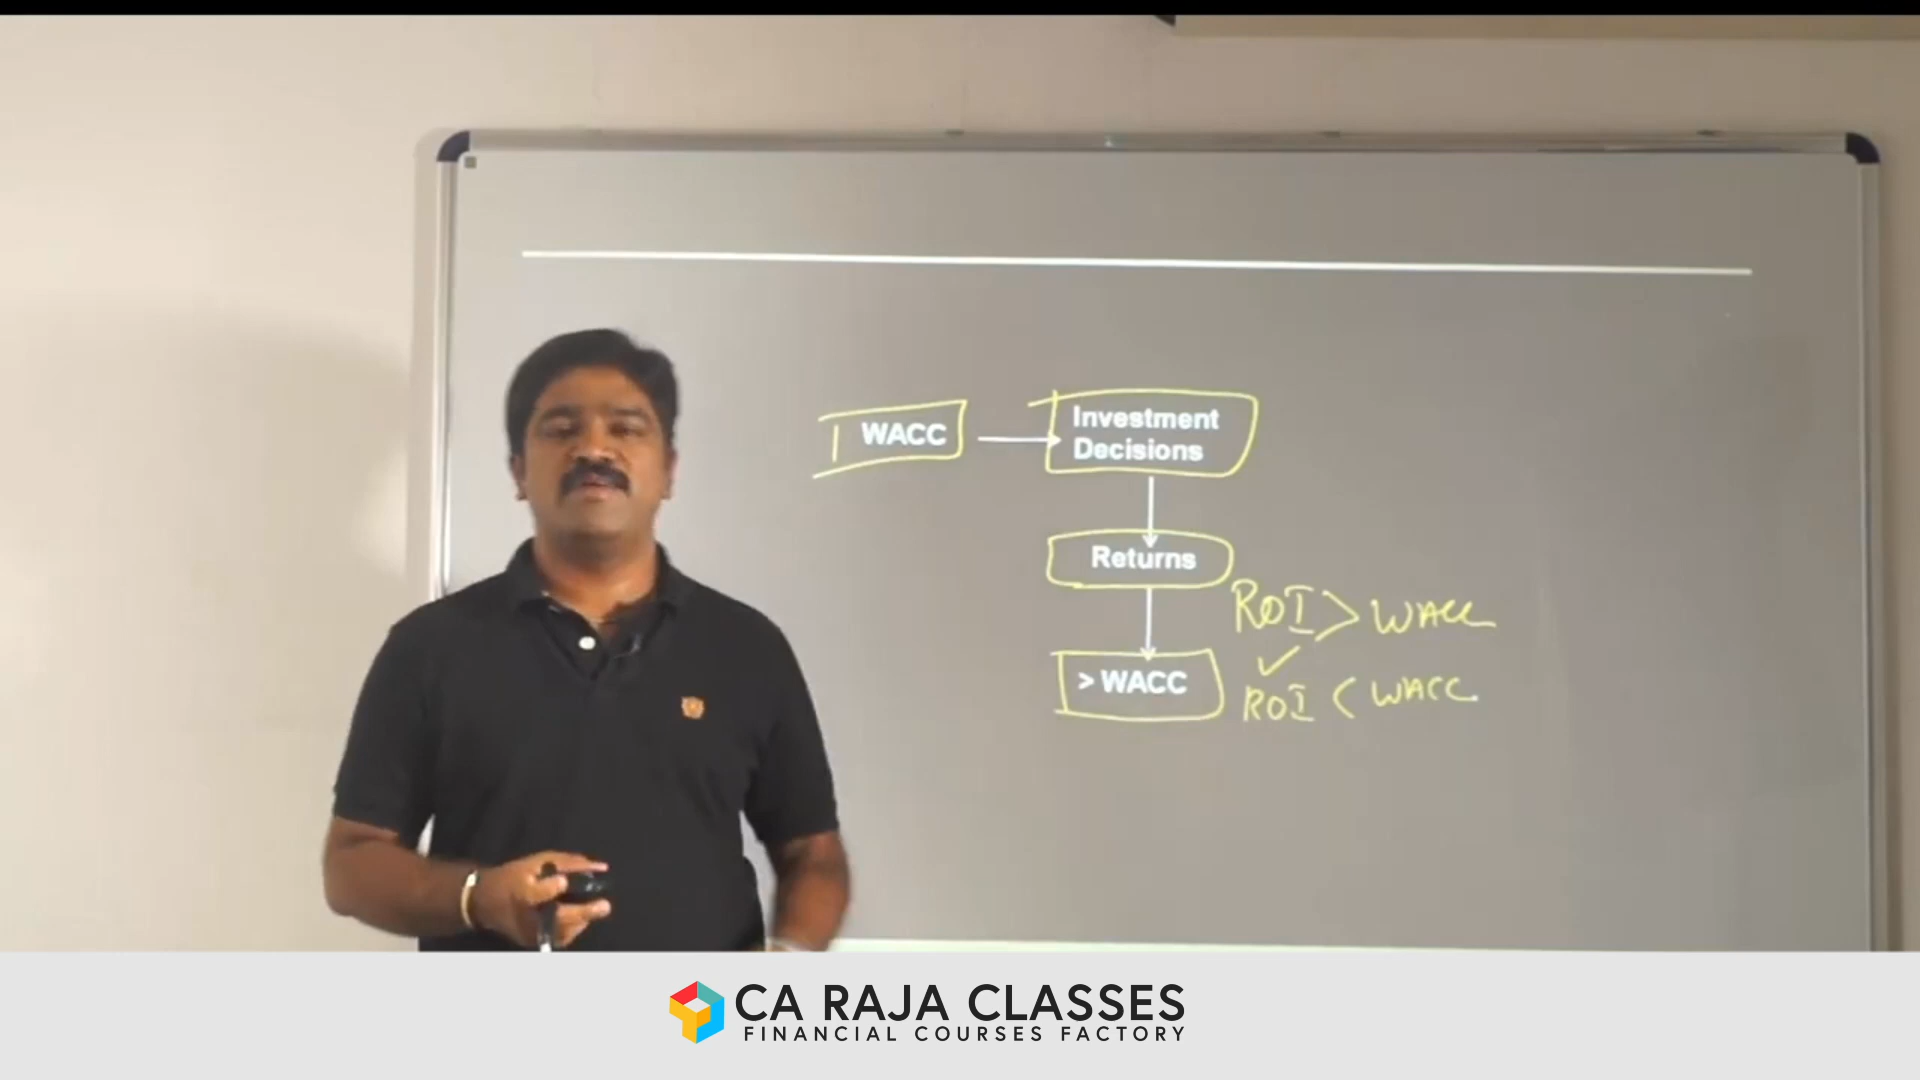 WACC
Investment
Decisions
Returns
ROI > WACC
✓
> WACC
ROI < WACC
CA RAJA CLASSES
FINANCIAL COURSES FACTORY